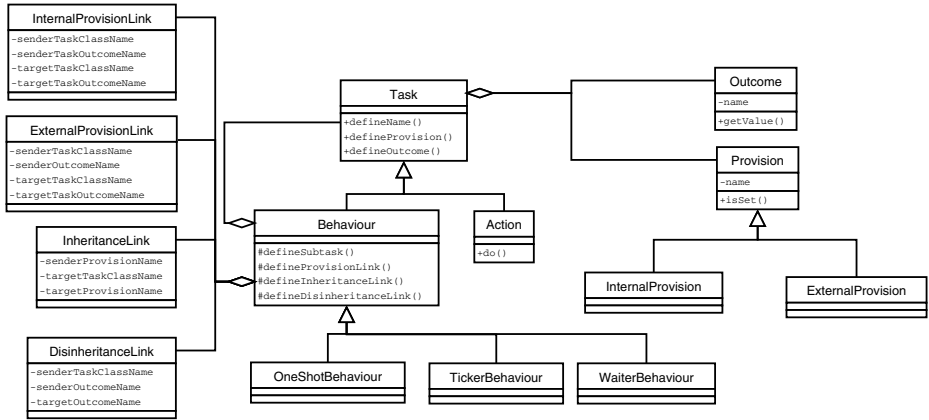 InternalProvisionLink
-senderTaskClassName
-senderTaskOutcomeName
-targetTaskClassName
-targetTaskOutcomeName
ExternalProvisionLink
-senderTaskClassName
-senderOutcomeName
-targetTaskClassName
-targetTaskOutcomeName
InheritanceLink
-senderProvisionName
-targetTaskClassName
-targetProvisionName
DisinheritanceLink
-senderTaskClassName
-senderOutcomeName
-targetOutcomeName
Task
+defineName()
+defineProvision()
+defineOutcome()
Behaviour
#defineSubtask()
#defineProvisionLink()
#defineInheritanceLink()
#defineDisinheritanceLink()
Action
+do()
OneShotBehaviour
TickerBehaviour
WaiterBehaviour
Outcome
-name
+getValue()
Provision
-name
+isSet()
InternalProvision
ExternalProvision